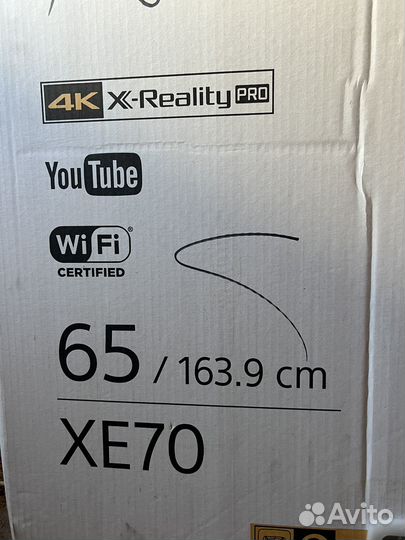 4K X-Reality PRO
YouTube
WiFi®
CERTIFIED
65 / 163.9 cm
XE70
Avito